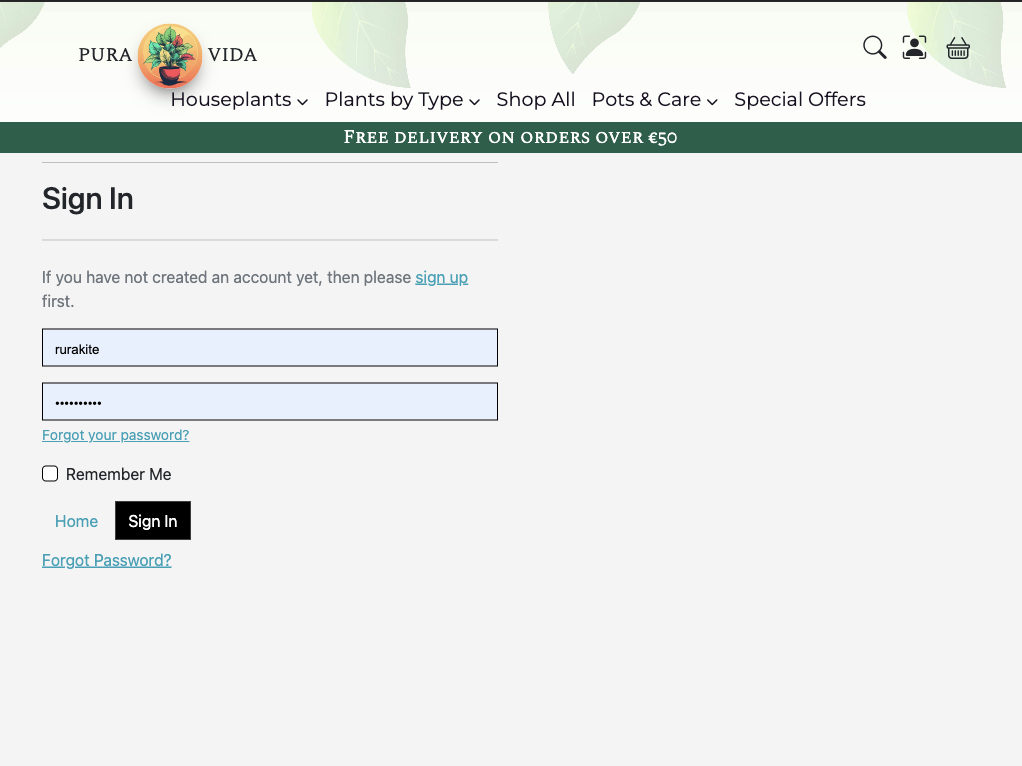 PURA VIDA
Houseplants Plants by Type Shop All Pots & Care Special Offers
Free delivery on orders over €50
Sign In
If you have not created an account yet, then please sign up
first.
rurakite
••••••••••
Forgot your password?
Remember Me
Home Sign In
Forgot Password?